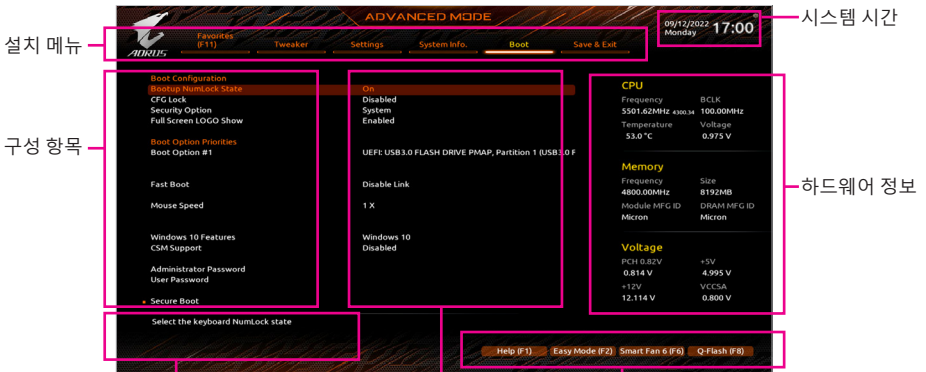 ADVANCED MODE
09/12/2022 Monday 17:00
시스템 시간
설치 메뉴
AORUS
Favorites (F11) Tweaker Settings System Info. Boot Save & Exit
Boot Configuration
Bootup NumLock State On
CFG Lock Disabled
Security Option System
Full Screen LOGO Show Enabled
Boot Option Priorities
Boot Option #1 UEFI: USB3.0 FLASH DRIVE PMAP, Partition 1 (USB3.0 F
Fast Boot Disable Link
Mouse Speed 1 X
Windows 10 Features Windows 10
CSM Support Disabled
Administrator Password
User Password
Secure Boot
구성 항목
CPU
Frequency BCLK
5501.62MHz 4300.34 100.00MHz
Temperature Voltage
53.0 °C 0.975 V
Memory
Frequency Size
4800.00MHz 8192MB
Module MFG ID DRAM MFG ID
Micron Micron
Voltage
PCH 0.82V +5V
0.814 V 4.995 V
+12V VCCSA
12.114 V 0.800 V
하드웨어 정보
Select the keyboard NumLock state
Help (F1) Easy Mode (F2) Smart Fan 6 (F6) Q-Flash (F8)